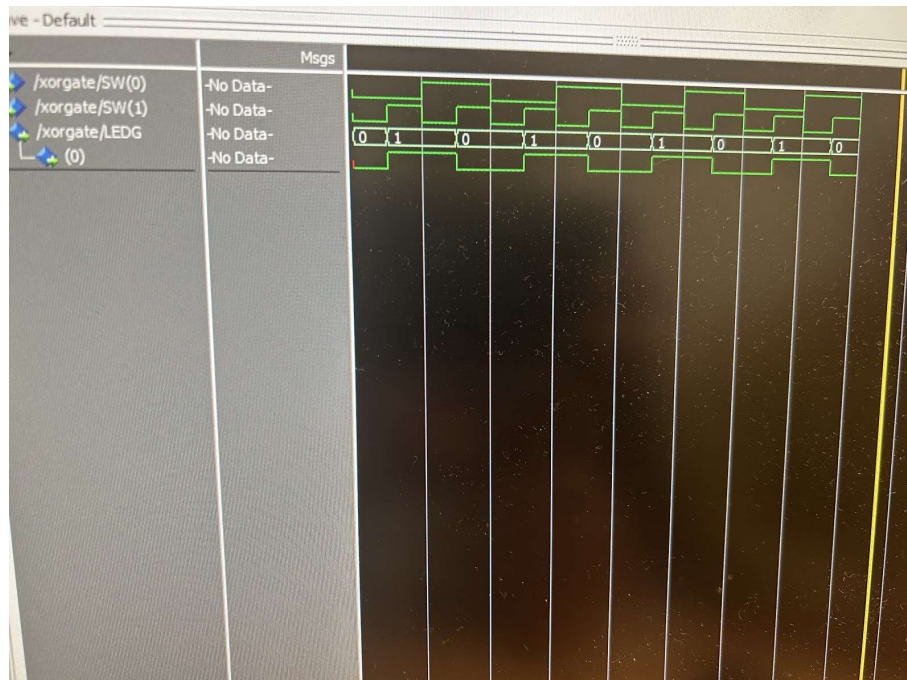 ve - Default
Msgs
/xorgate/SW(0) -No Data-
/xorgate/SW(1) -No Data-
/xorgate/LEDG -No Data- 0 1 0 1 0 1 0 1 0
(0) -No Data-